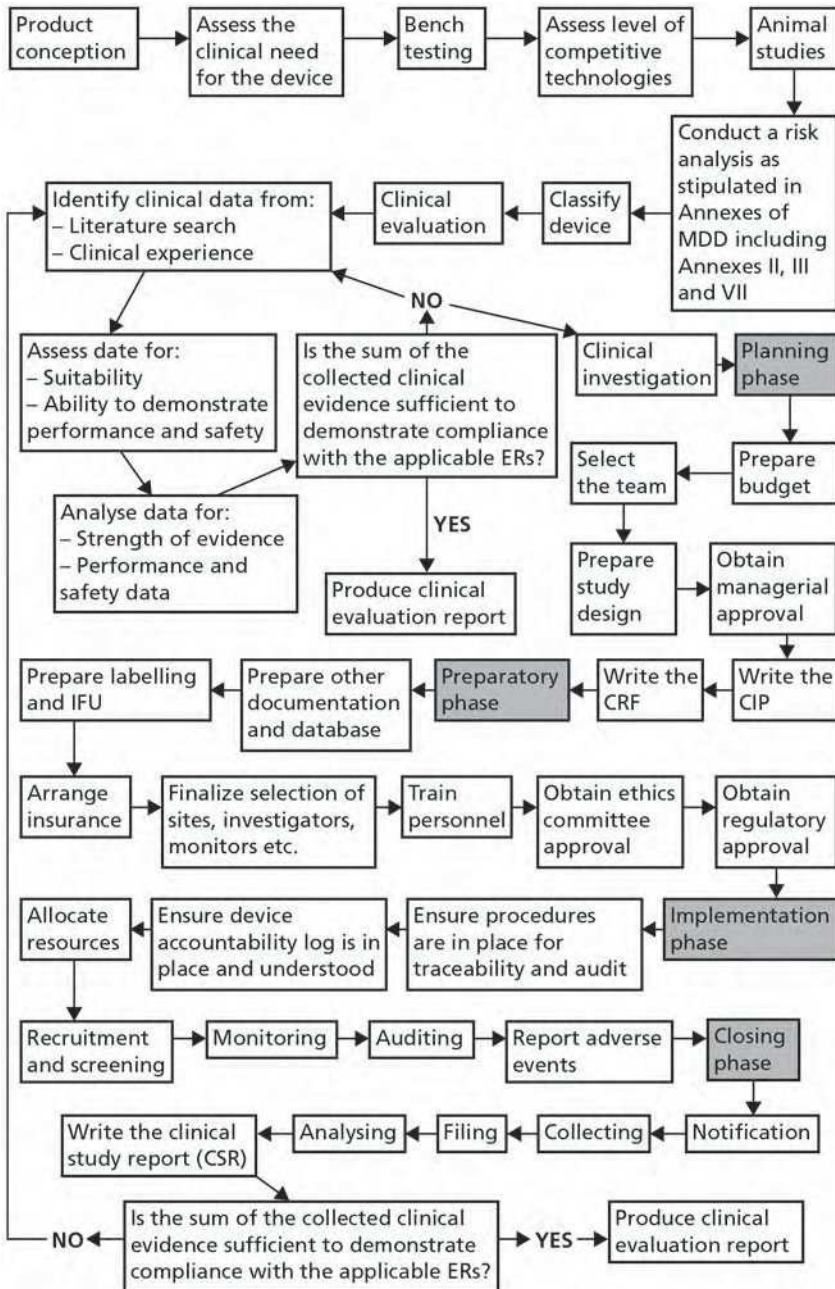 Product
conception
Assess the
clinical need
for the device
Bench
testing
Assess level of
competitive
technologies
Animal
studies
Conduct a risk
analysis as
stipulated in
Annexes of
MDD including
Annexes II, III
and VII
Classify
device
Clinical
evaluation
Identify clinical data from:
– Literature search
– Clinical experience
Assess date for:
– Suitability
– Ability to demonstrate
performance and safety
Analyse data for:
– Strength of evidence
– Performance and
safety data
Is the sum of the
collected clinical
evidence sufficient to
demonstrate compliance
with the applicable ERs?
NO
YES
Produce clinical
evaluation report
Clinical
investigation
Planning
phase
Prepare
budget
Select
the team
Prepare
study
design
Obtain
managerial
approval
Write the
CIP
Write the
CRF
Preparatory
phase
Prepare other
documentation
and database
Prepare labelling
and IFU
Arrange
insurance
Finalize selection of
sites, investigators,
monitors etc.
Train
personnel
Obtain ethics
committee
approval
Obtain
regulatory
approval
Implementation
phase
Ensure procedures
are in place for
traceability and audit
Ensure device
accountability log is in
place and understood
Allocate
resources
Recruitment
and screening
Monitoring
Auditing
Report adverse
events
Closing
phase
Notification
Collecting
Filing
Analysing
Write the clinical
study report (CSR)
Is the sum of the collected clinical
evidence sufficient to demonstrate
compliance with the applicable ERs?
NO
YES
Produce clinical
evaluation report